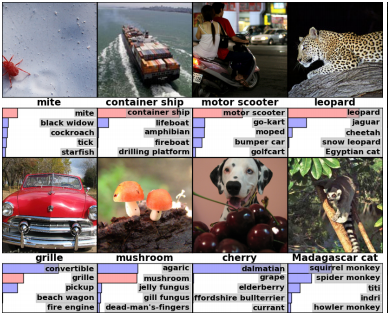 mite
container ship
motor scooter
leopard
mite
black widow
cockroach
tick
starfish
container ship
lifeboat
amphibian
fireboat
drilling platform
motor scooter
go-kart
moped
bumper car
golfcart
leopard
jaguar
cheetah
snow leopard
Egyptian cat
grille
mushroom
cherry
Madagascar cat
convertible
grille
pickup
beach wagon
fire engine
agaric
mushroom
jelly fungus
gill fungus
dead-man's-fingers
dalmatian
grape
elderberry
ffordshire bullterrier
currant
squirrel monkey
spider monkey
titi
indri
howler monkey